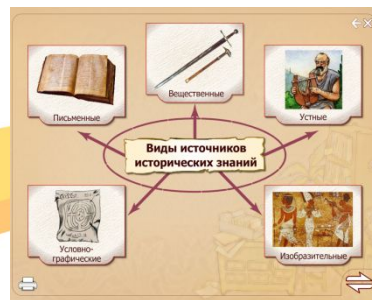 Вещественные
Письменные
Устные
Виды источников
исторических знаний
Условно-
графические
Изобразительные